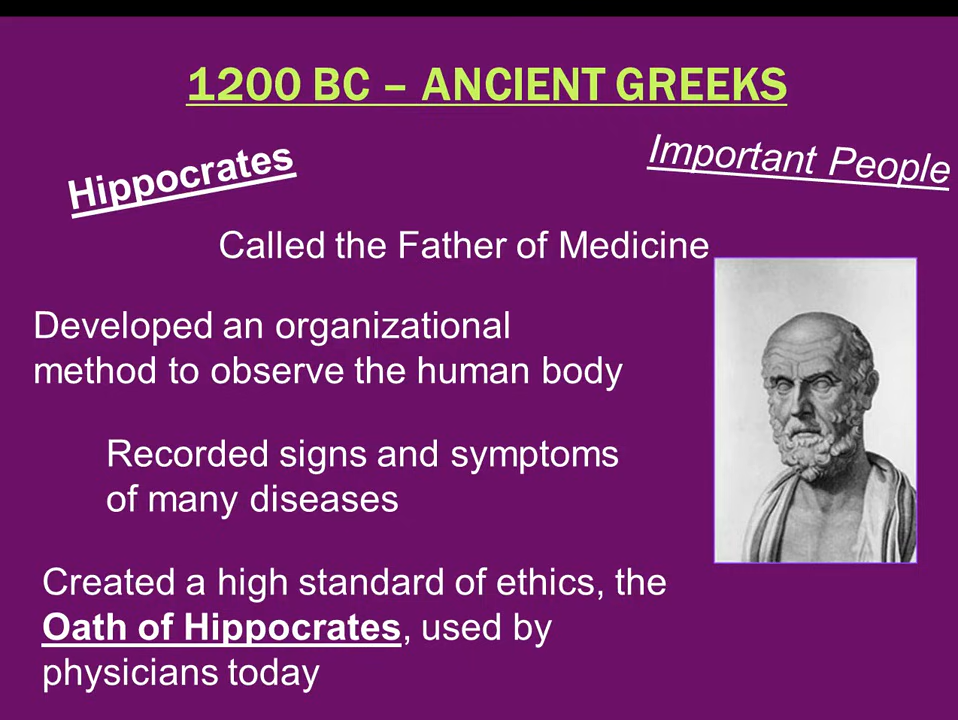 1200 BC – ANCIENT GREEKS
Hippocrates
Important People
Called the Father of Medicine
Developed an organizational
method to observe the human body
Recorded signs and symptoms
of many diseases
Created a high standard of ethics, the
Oath of Hippocrates, used by
physicians today